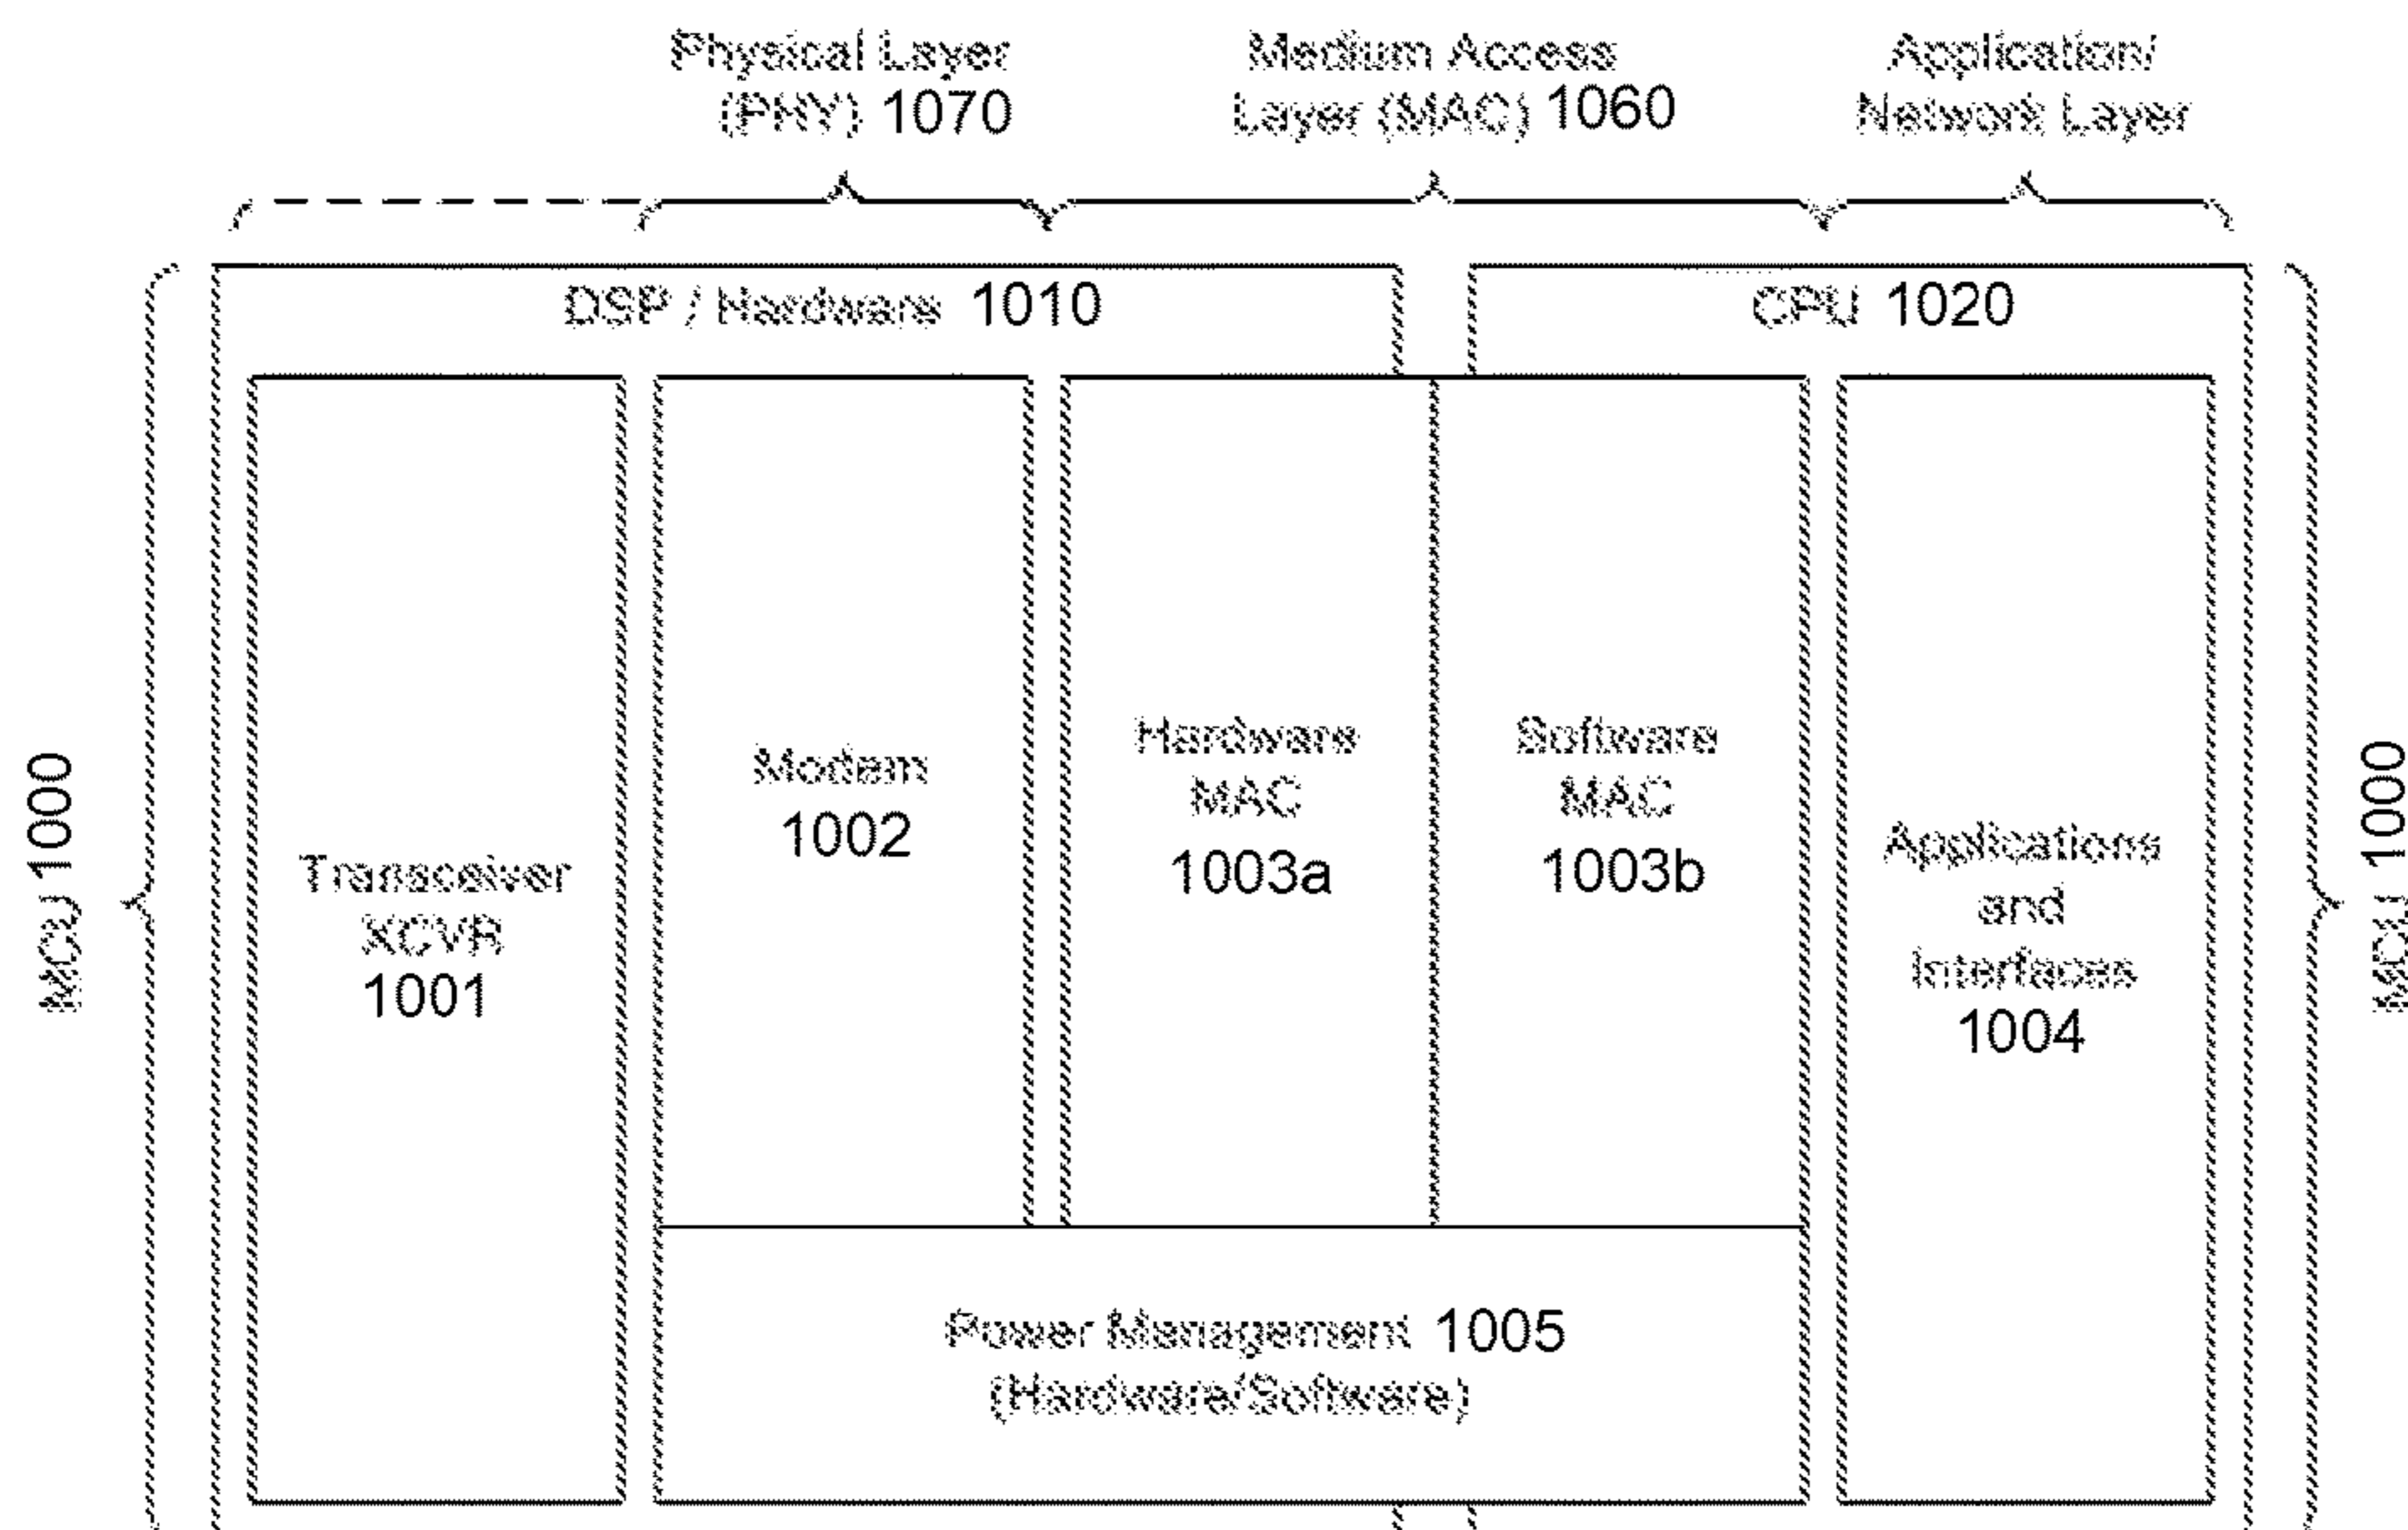 Physical Layer
(PHY) 1070
Medium Access
Layer (MAC) 1060
Application/
Network Layer
DSP / Hardware 1010
CPU 1020
MCU 1000
Transceiver
XCVR
1001
Modem
1002
Hardware
MAC
1003a
Software
MAC
1003b
Applications
and
Interfaces
1004
Power Management 1005
(Hardware/Software)
MCU 1000